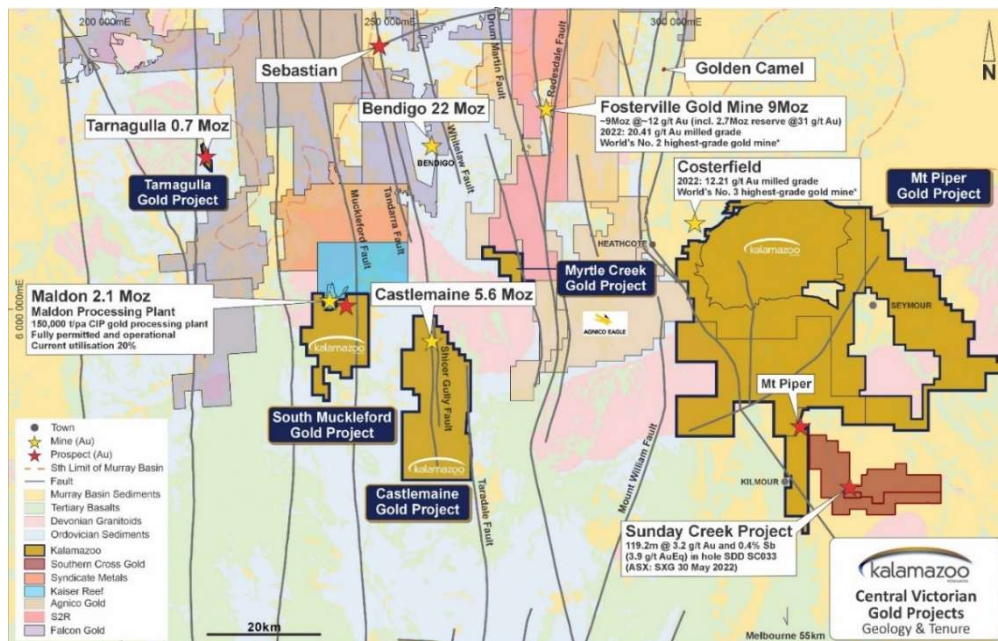 200 000mE
250 000mE
300 000mE
N
6 000 000mE
Sebastian
Golden Camel
Bendigo 22 Moz
BENDIGO
Tarnagulla 0.7 Moz
Tarnagulla
Gold Project
Fosterville Gold Mine 9Moz
~9Moz @~12 g/t Au (incl. 2.7Moz reserve @31 g/t Au)
2022: 20.41 g/t Au milled grade
World's No. 2 highest-grade gold mine*
Costerfield
2022: 12.21 g/t Au milled grade
World's No. 3 highest-grade gold mine*
Mt Piper
Gold Project
Drum Martin Fault
Redesdale Fault
Whitelaw Fault
Tandarra Fault
Muckleford Fault
HEATHCOTE
kalamazoo
Myrtle Creek
Gold Project
AGNICO EAGLE
SEYMOUR
Maldon 2.1 Moz
Maldon Processing Plant
150,000 t/pa CIP gold processing plant
Fully permitted and operational
Current utilisation 20%
Castlemaine 5.6 Moz
kalamazoo
Shicer Gully Fault
Mt Piper
South Muckleford
Gold Project
kalamazoo
Castlemaine
Gold Project
Taradale Fault
Mount William Fault
KILMOUR
Sunday Creek Project
119.2m @ 3.2 g/t Au and 0.4% Sb
(3.9 g/t AuEq) in hole SDD SC033
(ASX: SXG 30 May 2022)
Town
Mine (Au)
Prospect (Au)
Sth Limit of Murray Basin
Fault
Murray Basin Sediments
Tertiary Basalts
Devonian Granitoids
Ordovician Sediments
Kalamazoo
Southern Cross Gold
Syndicate Metals
Kaiser Reef
Agnico Gold
S2R
Falcon Gold
20km
Melbourne 55km
kalamazoo
RESOURCES
Central Victorian
Gold Projects
Geology & Tenure